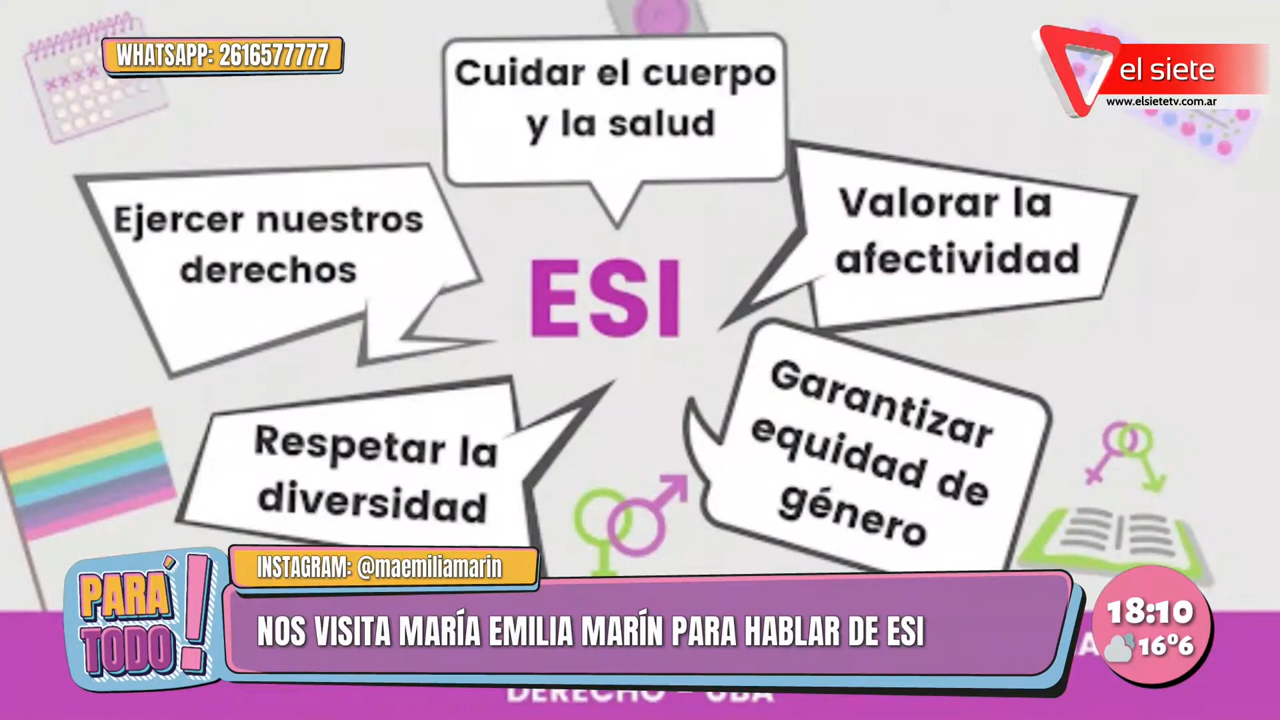 WHATSAPP: 2616577777
el siete
www.elsietetv.com.ar
Cuidar el cuerpo
y la salud
Ejercer nuestros
derechos
Valorar la
afectividad
ESI
Respetar la
diversidad
Garantizar
equidad de
género
INSTAGRAM: @maemiliamarin
PARÁ
TODO!
NOS VISITA MARÍA EMILIA MARÍN PARA HABLAR DE ESI
18:10
16º6
DERECHO - UBA